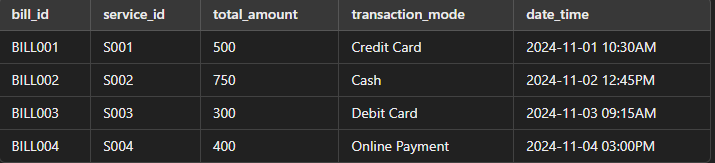 bill_id service_id total_amount transaction_mode date_time
BILL001 S001 500 Credit Card 2024-11-01 10:30AM
BILL002 S002 750 Cash 2024-11-02 12:45PM
BILL003 S003 300 Debit Card 2024-11-03 09:15AM
BILL004 S004 400 Online Payment 2024-11-04 03:00PM